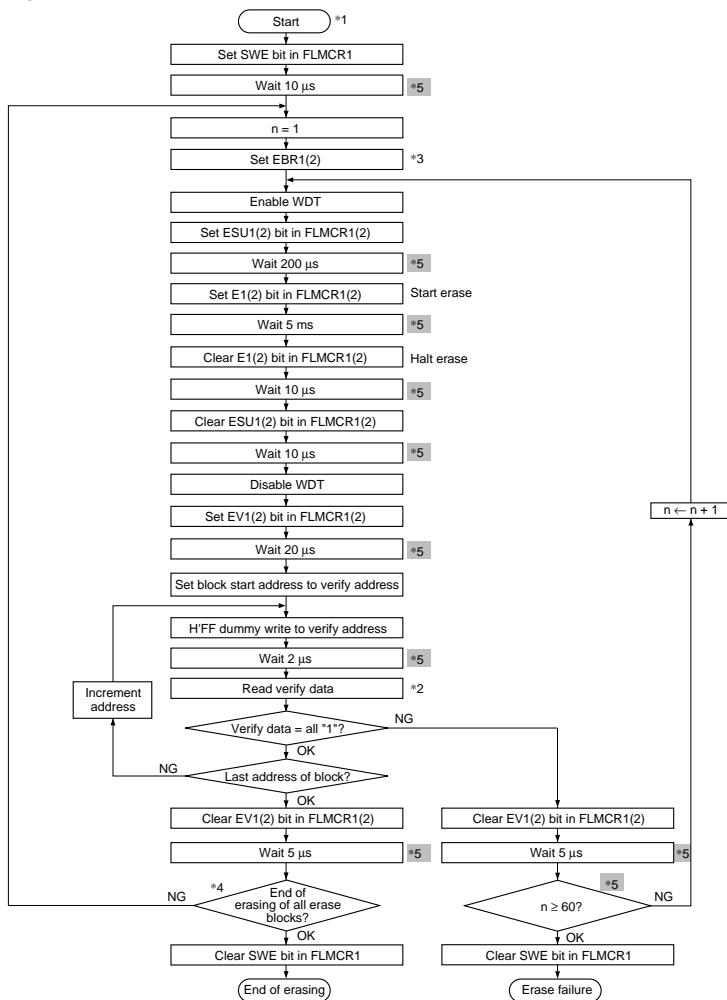 Start *1
Set SWE bit in FLMCR1
Wait 10 µs *5
n = 1
Set EBR1(2) *3
Enable WDT
Set ESU1(2) bit in FLMCR1(2)
Wait 200 µs *5
Set E1(2) bit in FLMCR1(2) Start erase
Wait 5 ms *5
Clear E1(2) bit in FLMCR1(2) Halt erase
Wait 10 µs *5
Clear ESU1(2) bit in FLMCR1(2)
Wait 10 µs *5
Disable WDT
Set EV1(2) bit in FLMCR1(2)
n ← n + 1
Wait 20 µs *5
Set block start address to verify address
H'FF dummy write to verify address
Wait 2 µs *5
Increment
address
Read verify data *2
Verify data = all "1"?
NG
OK
NG
Last address of block?
OK
Clear EV1(2) bit in FLMCR1(2)
Wait 5 µs *5
NG
*4
End of
erasing of all erase
blocks?
OK
Clear SWE bit in FLMCR1
End of erasing
Clear EV1(2) bit in FLMCR1(2)
Wait 5 µs *5
*5
n ≥ 60?
NG
OK
Clear SWE bit in FLMCR1
Erase failure